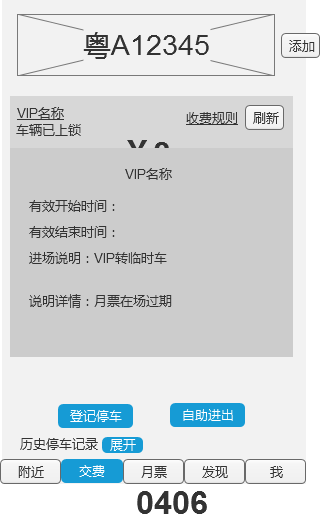 粤A12345
添加
VIP名称
收费规则 刷新
车辆已上锁
VIP名称
有效开始时间：
有效结束时间：
进场说明：VIP转临时车
说明详情：月票在场过期
登记停车 自助进出
历史停车记录 展开
附近 交费 月票 发现 我
0406